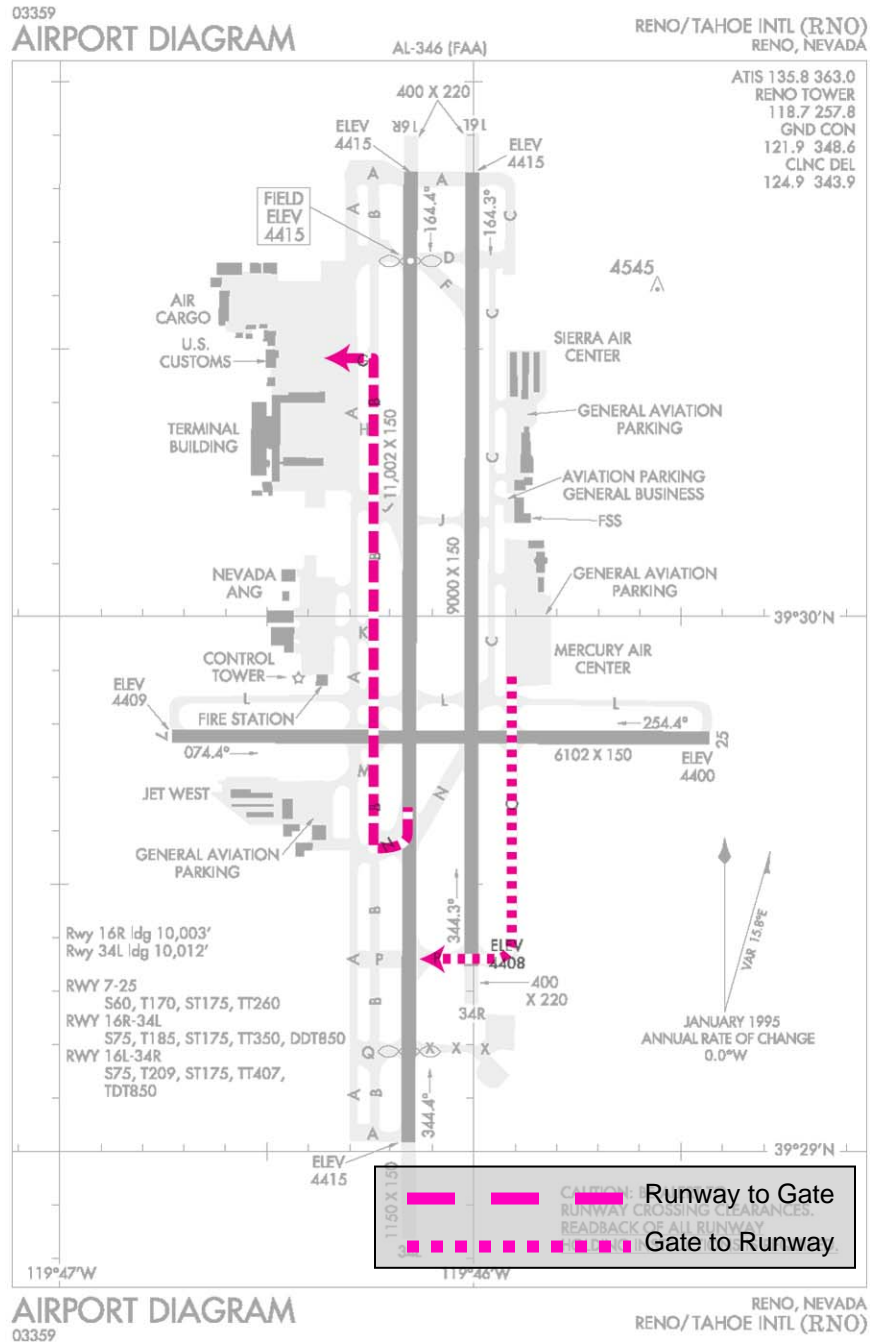 03359
AIRPORT DIAGRAM
AL-346 (FAA)
RENO/TAHOE INTL (RNO)
RENO, NEVADA
ATIS 135.8 363.0
RENO TOWER
118.7 257.8
GND CON
121.9 348.6
CLNC DEL
124.9 343.9
400 X 220
16R
16L
ELEV
4415
ELEV
4415
A
A
A
B
C
FIELD
ELEV
4415
164.4°
164.3°
D
F
4545
AIR
CARGO
C
U.S.
CUSTOMS
G
SIERRA AIR
CENTER
B
A
H
TERMINAL
BUILDING
11,002 X 150
GENERAL AVIATION
PARKING
C
AVIATION PARKING
GENERAL BUSINESS
J
J
FSS
B
NEVADA
ANG
9000 X 150
GENERAL AVIATION
PARKING
39°30'N
K
C
CONTROL
TOWER
A
MERCURY AIR
CENTER
ELEV
4409
L
L
L
FIRE STATION
254.4°
7
25
074.4°
6102 X 150
ELEV
4400
M
JET WEST
B
N
C
GENERAL AVIATION
PARKING
N
B
344.3°
VAR 15.8°E
Rwy 16R ldg 10,003'
Rwy 34L ldg 10,012'
A
P
ELEV
4408
400
X 220
34R
RWY 7-25
S60, T170, ST175, TT260
RWY 16R-34L
S75, T185, ST175, TT350, DDT850
RWY 16L-34R
S75, T209, ST175, TT407,
TDT850
B
Q
X
X
X
JANUARY 1995
ANNUAL RATE OF CHANGE
0.0°W
A
B
344.4°
A
39°29'N
ELEV
4415
1150 X 150
Runway to Gate
RUNWAY CROSSING CLEARANCES.
READBACK OF ALL RUNWAY
Gate to Runway
119°47'W
119°46'W
AIRPORT DIAGRAM
03359
RENO, NEVADA
RENO/TAHOE INTL (RNO)